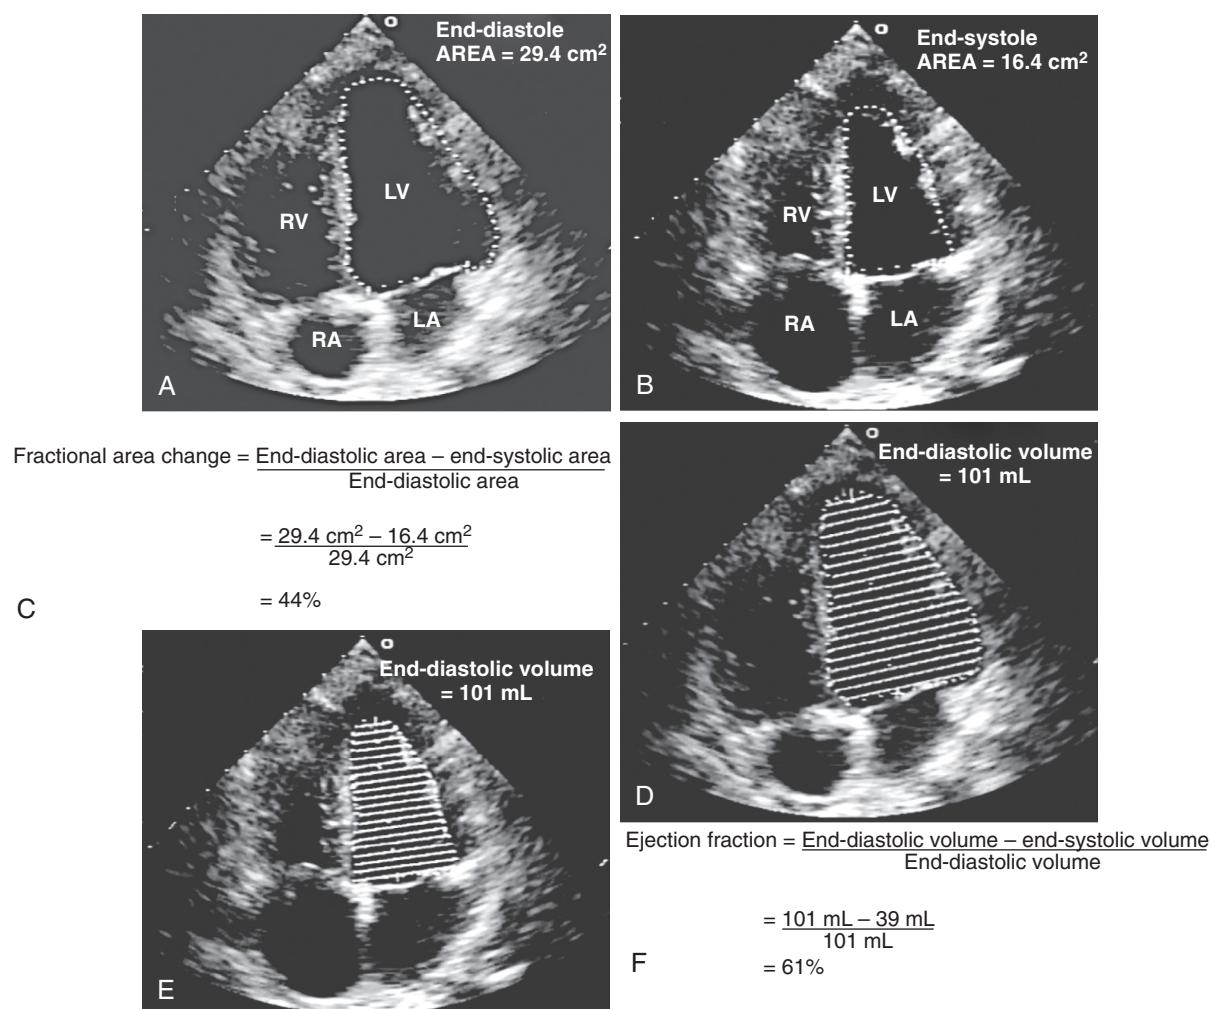 End-diastole
AREA = 29.4 cm²
LV
RV
LA
RA
A
End-systole
AREA = 16.4 cm²
LV
RV
RA
LA
B
Fractional area change = End-diastolic area – end-systolic area
End-diastolic area
= 29.4 cm² – 16.4 cm²
29.4 cm²
= 44%
C
End-diastolic volume
= 101 mL
D
End-diastolic volume
= 101 mL
E
Ejection fraction = End-diastolic volume – end-systolic volume
End-diastolic volume
= 101 mL – 39 mL
101 mL
= 61%
F